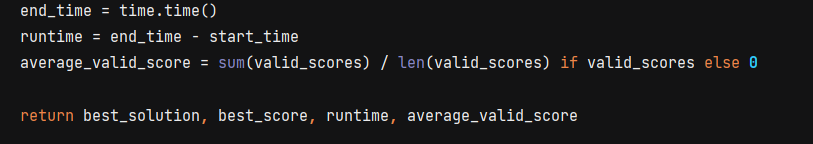 end_time = time.time()
runtime = end_time - start_time
average_valid_score = sum(valid_scores) / len(valid_scores) if valid_scores else 0
return best_solution, best_score, runtime, average_valid_score